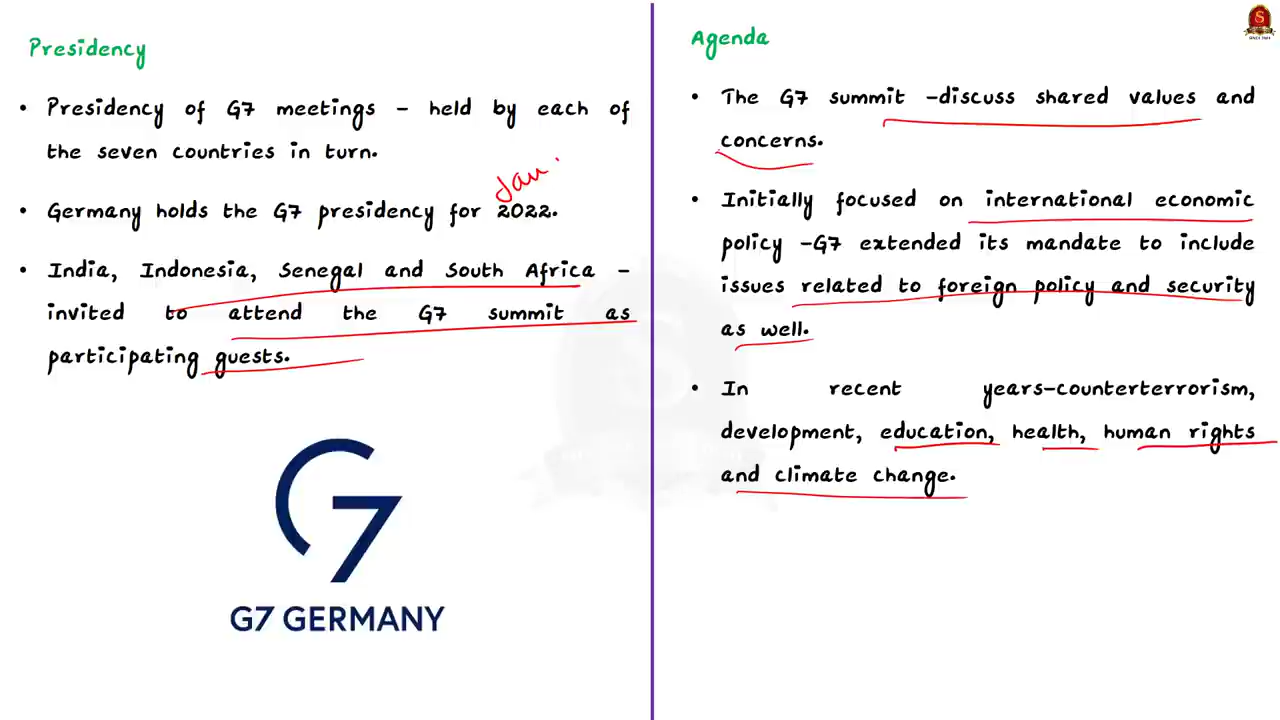 Presidency
• Presidency of G7 meetings - held by each of
the seven countries in turn.
Jan
• Germany holds the G7 presidency for 2022.
• India, Indonesia, Senegal and South Africa -
invited to attend the G7 summit as
participating guests.
G7
G7 GERMANY
Agenda
• The G7 summit -discuss shared values and
concerns.
• Initially focused on international economic
policy -G7 extended its mandate to include
issues related to foreign policy and security
as well.
• In recent years-counterterrorism,
development, education, health, human rights
and climate change.